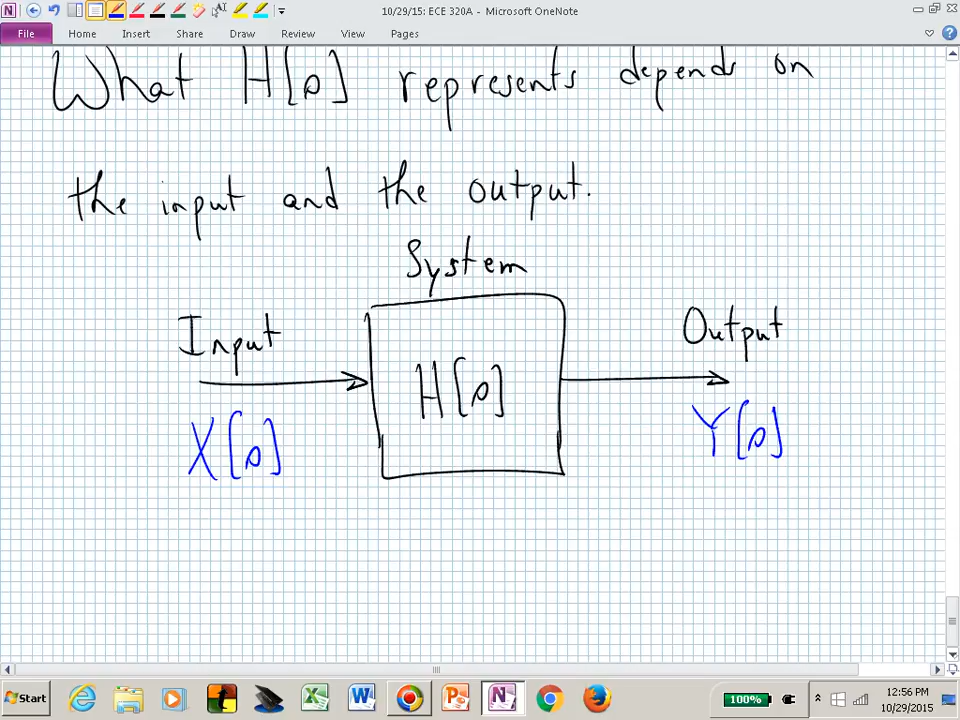 10/29/15: ECE 320A - Microsoft OneNote
File Home Insert Share Draw Review View Pages
What H[s] represents depends on
the input and the output.
System
Input
Output
H[s]
X[s]
Y[s]
Start
100%
12:56 PM
10/29/2015